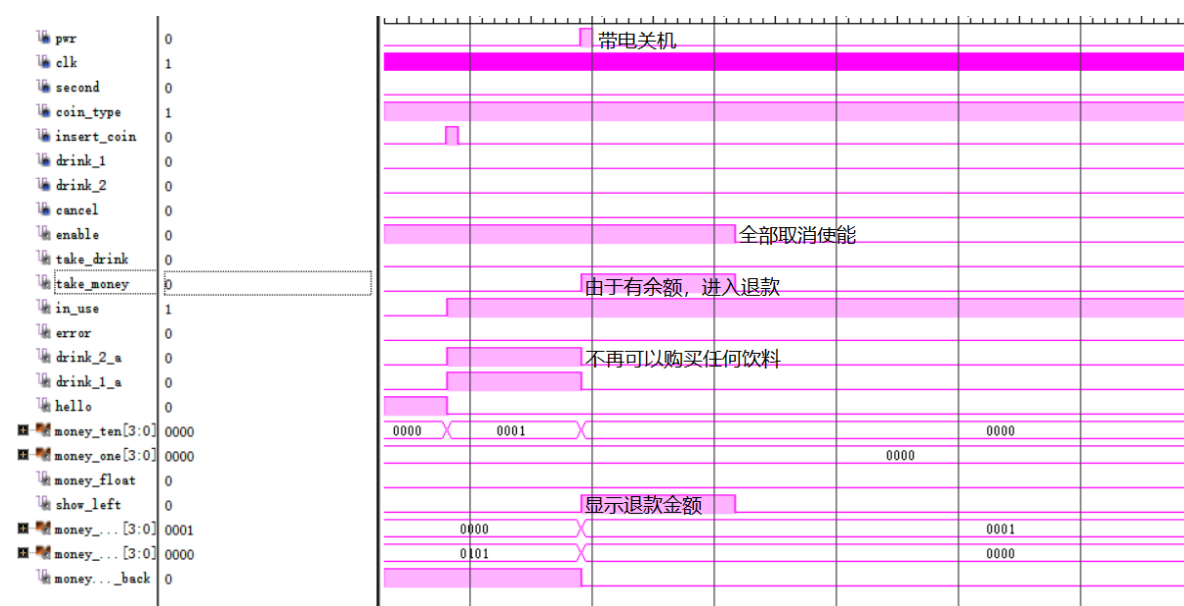 pwr 0 带电关机
clk 1
second 0
coin_type 1
insert_coin 0
drink_1 0
drink_2 0
cancel 0
enable 0 全部取消使能
take_drink 0
take_money 0 由于有余额，进入退款
in_use 1
error 0
drink_2_a 0 不再可以购买任何饮料
drink_1_a 0
hello 0
money_ten[3:0] 0000 0000 0001 0000
money_one[3:0] 0000 0000
money_float 0
show_left 0 显示退款金额
money_...[3:0] 0001 0000 0001
money_...[3:0] 0000 0101 0000
money..._back 0